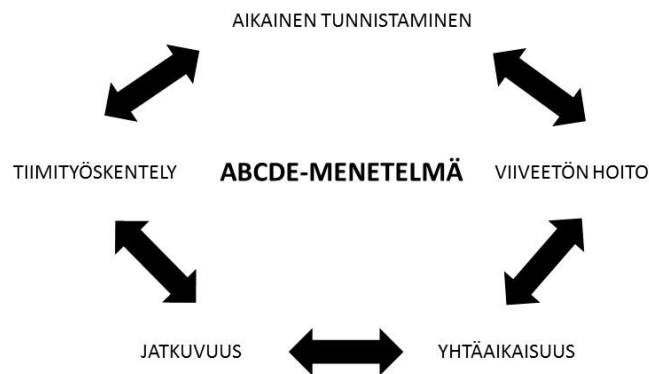 AIKAINEN TUNNISTAMINEN
TIIMITYÖSKENTELY
ABCDE-MENETELMÄ
VIIVEETÖN HOITO
JATKUVUUS
YHTÄAIKAISUUS